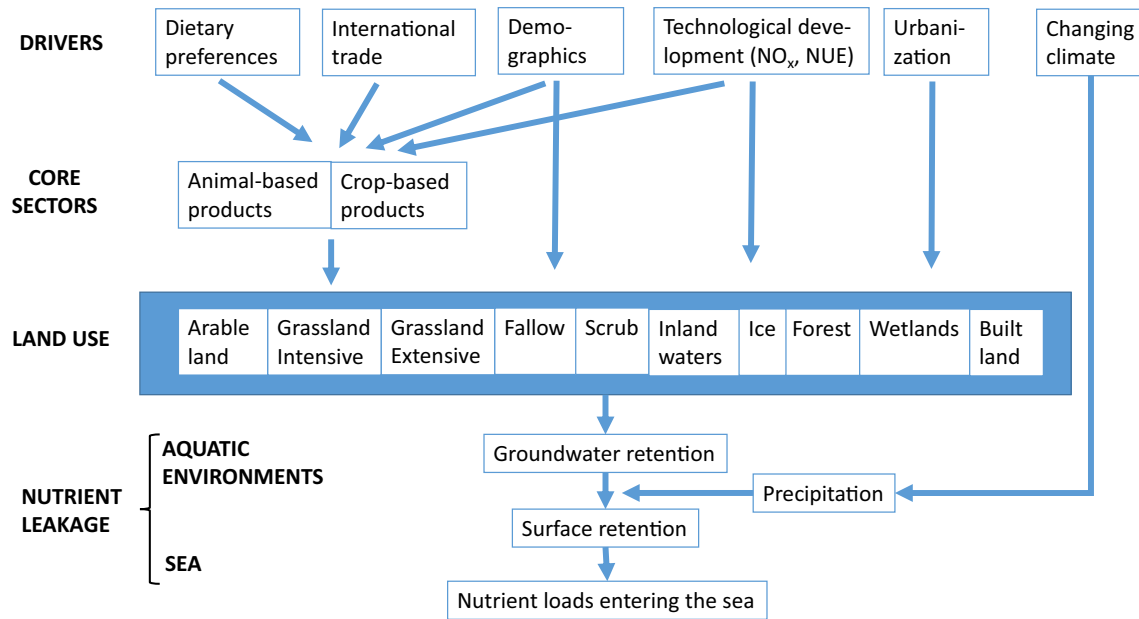 DRIVERS
Dietary
preferences
International
trade
Demo-
graphics
Technological deve-
lopment (NOx, NUE)
Urbani-
zation
Changing
climate
CORE
SECTORS
Animal-based
products
Crop-based
products
LAND USE
Arable
land
Grassland
Intensive
Grassland
Extensive
Fallow
Scrub
Inland
waters
Ice
Forest
Wetlands
Built
land
NUTRIENT
LEAKAGE
AQUATIC
ENVIRONMENTS
Groundwater retention
Precipitation
Surface retention
SEA
Nutrient loads entering the sea